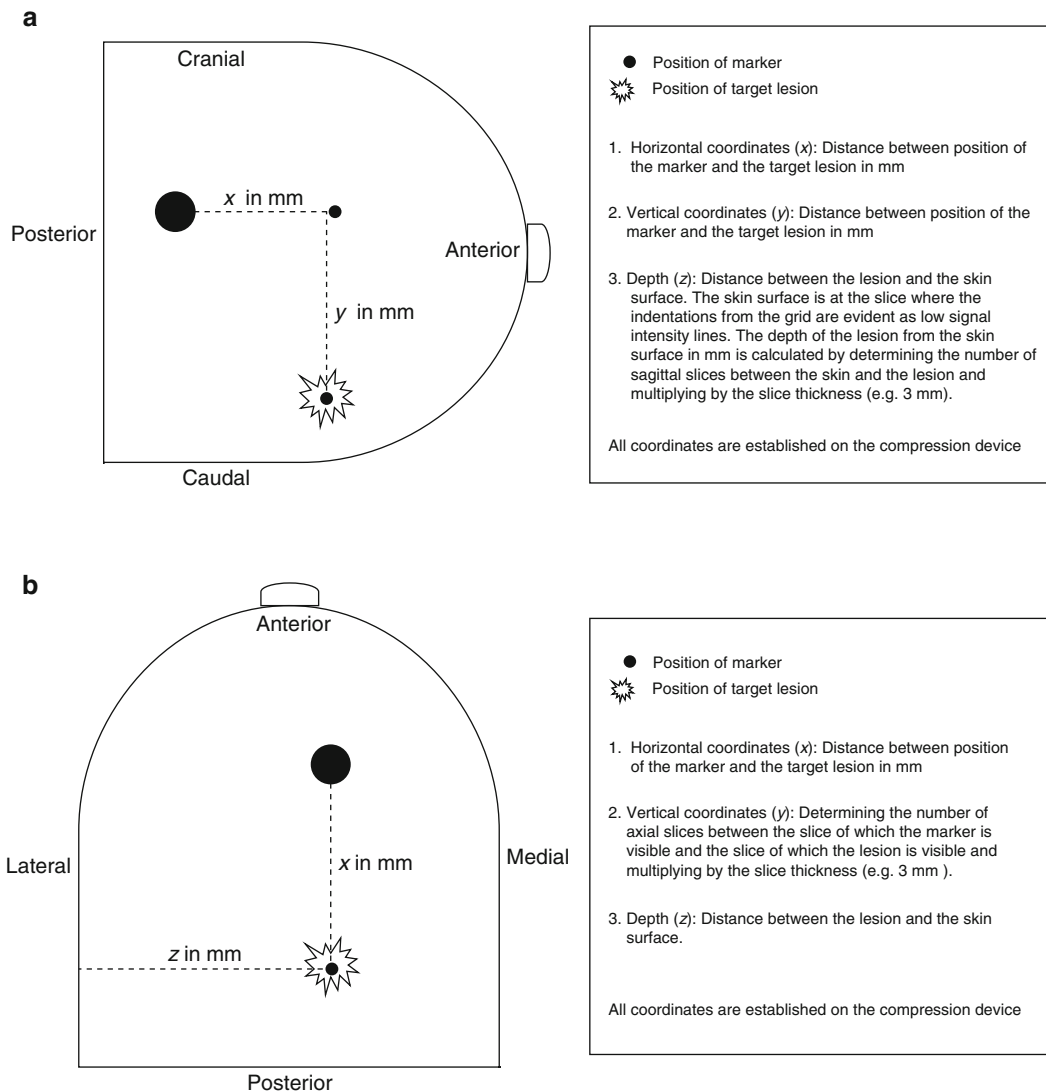 a
Cranial
x in mm
Posterior
Anterior
y in mm
Caudal
Position of marker
Position of target lesion
1. Horizontal coordinates (x): Distance between position of
the marker and the target lesion in mm
2. Vertical coordinates (y): Distance between position of the
marker and the target lesion in mm
3. Depth (z): Distance between the lesion and the skin
surface. The skin surface is at the slice where the
indentations from the grid are evident as low signal
intensity lines. The depth of the lesion from the skin
surface in mm is calculated by determining the number of
sagittal slices between the skin and the lesion and
multiplying by the slice thickness (e.g. 3 mm).
All coordinates are established on the compression device
b
Anterior
Lateral
x in mm
Medial
z in mm
Posterior
Position of marker
Position of target lesion
1. Horizontal coordinates (x): Distance between position
of the marker and the target lesion in mm
2. Vertical coordinates (y): Determining the number of
axial slices between the slice of which the marker is
visible and the slice of which the lesion is visible and
multiplying by the slice thickness (e.g. 3 mm ).
3. Depth (z): Distance between the lesion and the skin
surface.
All coordinates are established on the compression device